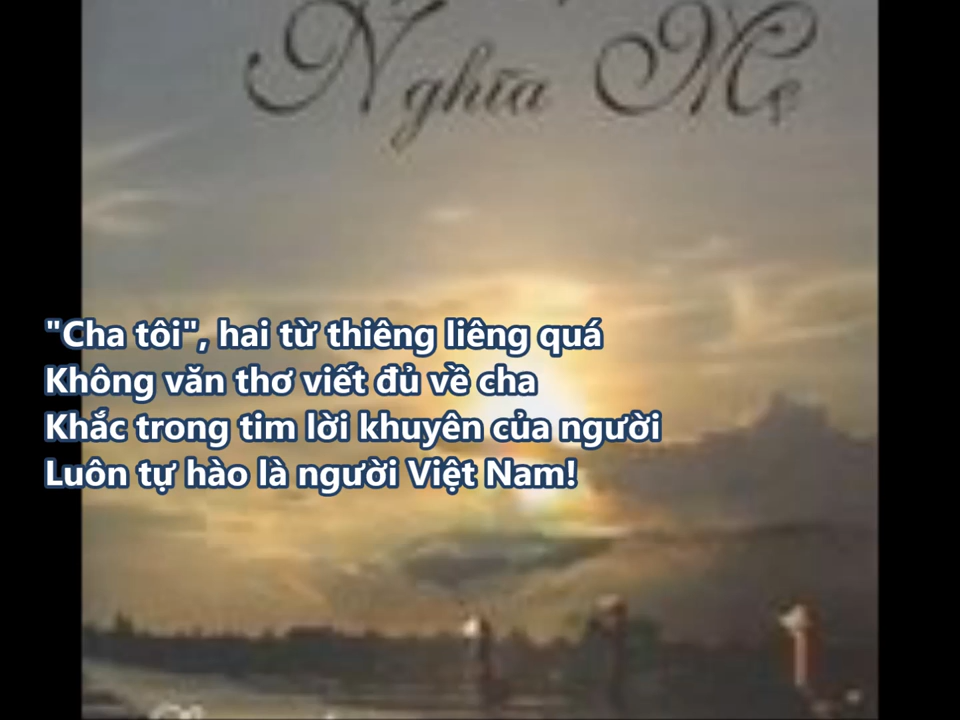 Nghĩa Mẹ
"Cha tôi", hai từ thiêng liêng quá
Không văn thơ viết đủ về cha
Khắc trong tim lời khuyên của người
Luôn tự hào là người Việt Nam!